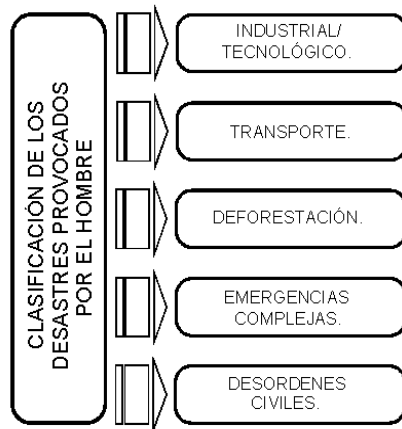 CLASIFICACIÓN DE LOS
DESASTRES PROVOCADOS
POR EL HOMBRE
INDUSTRIAL/
TECNOLÓGICO.
TRANSPORTE.
DEFORESTACIÓN.
EMERGENCIAS
COMPLEJAS.
DESORDENES
CIVILES.